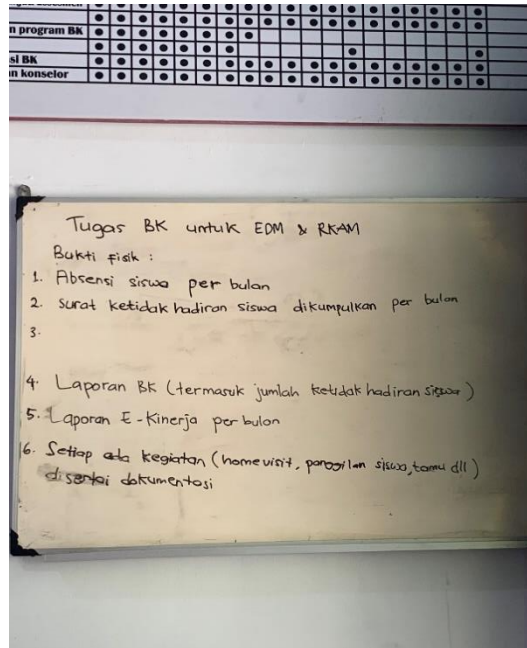 n program BK
si BK
n konselor
Tugas BK untuk EDM & RKAM
Bukti fisik :
1. Absensi siswa per bulan
2. Surat ketidakhadiran siswa dikumpulkan per bulan
3.
4. Laporan BK (termasuk jumlah ketidakhadiran siswa)
5. Laporan E-Kinerja per bulan
6. Setiap ada kegiatan (home visit, panggilan siswa, tamu dll)
disertai dokumentasi